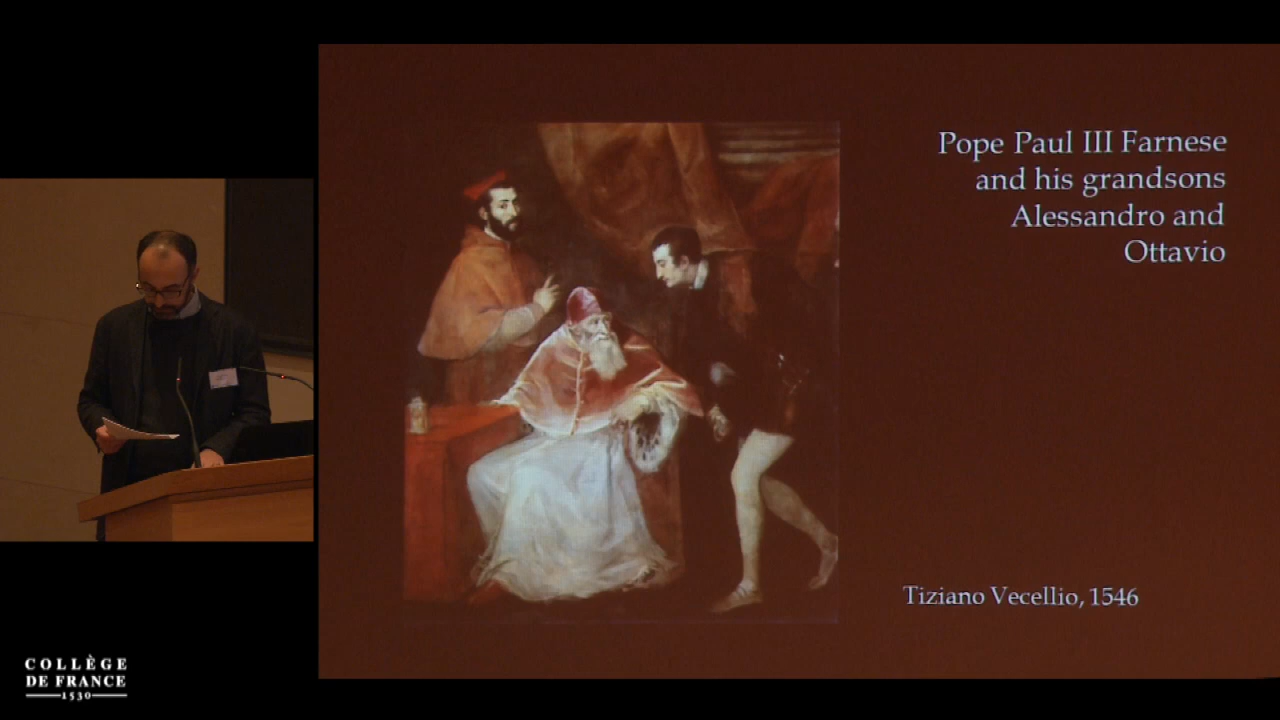 Pope Paul III Farnese
and his grandsons
Alessandro and
Ottavio
Tiziano Vecellio, 1546
COLLÈGE
DE FRANCE
1530